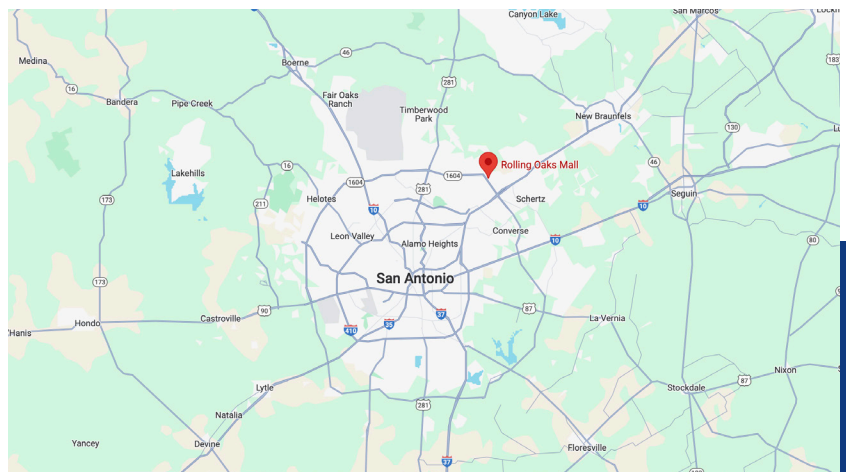 San Marcos
Canyon Lake
46
183
Medina
Boerne
281
16
Fair Oaks
Ranch
Bandera
Pipe Creek
Timberwood
Park
New Braunfels
130
Rolling Oaks Mall
46
16
Lakehills
1604
1604
281
Seguin
173
Helotes
Schertz
211
10
10
Leon Valley
Alamo Heights
Converse
10
80
San Antonio
173
90
87
Hondo
Castroville
37
La Vernia
410
35
Nixon
Lytle
87
Stockdale
281
Natalia
Yancey
Devine
Floresville
37